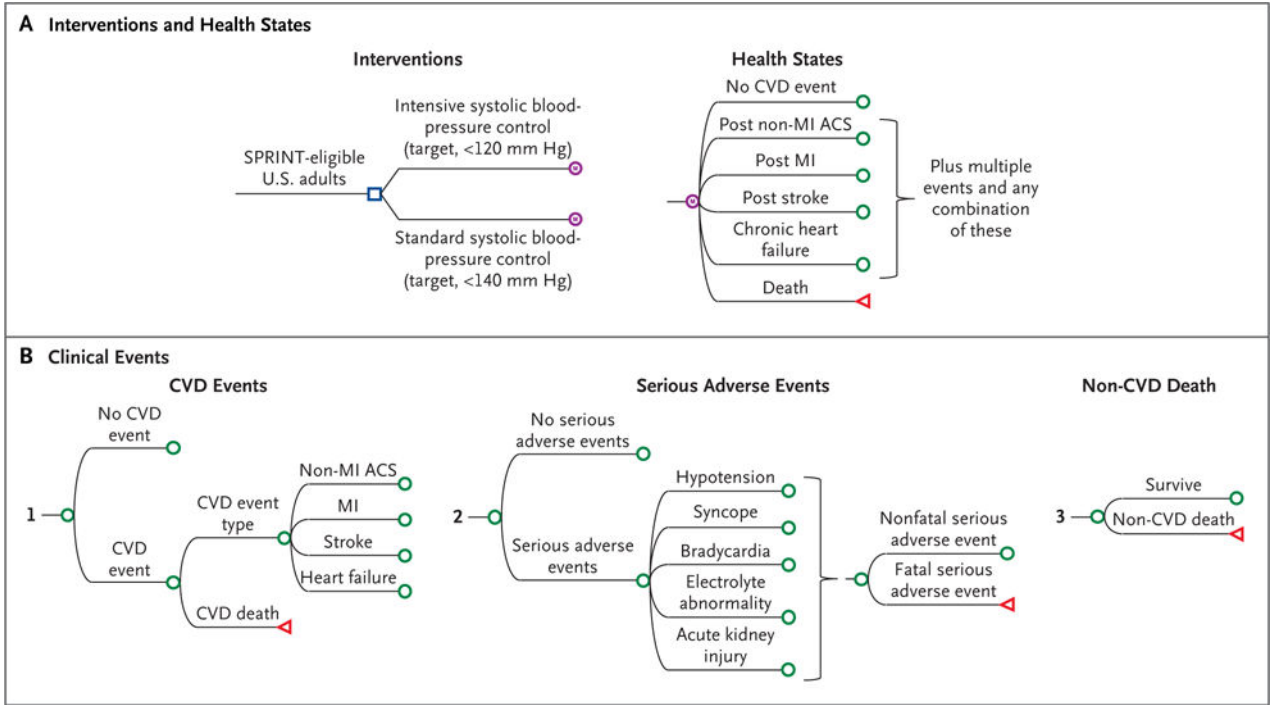 A Interventions and Health States
Interventions
SPRINT-eligible
U.S. adults
Intensive systolic blood-
pressure control
(target, <120 mm Hg)
Standard systolic blood-
pressure control
(target, <140 mm Hg)
Health States
No CVD event
Post non-MI ACS
Post MI
Post stroke
Chronic heart
failure
Death
Plus multiple
events and any
combination
of these
B Clinical Events
CVD Events
1
No CVD
event
CVD
event
CVD event
type
CVD death
Non-MI ACS
MI
Stroke
Heart failure
Serious Adverse Events
2
No serious
adverse events
Serious adverse
events
Hypotension
Syncope
Bradycardia
Electrolyte
abnormality
Acute kidney
injury
Nonfatal serious
adverse event
Fatal serious
adverse event
Non-CVD Death
3
Survive
Non-CVD death